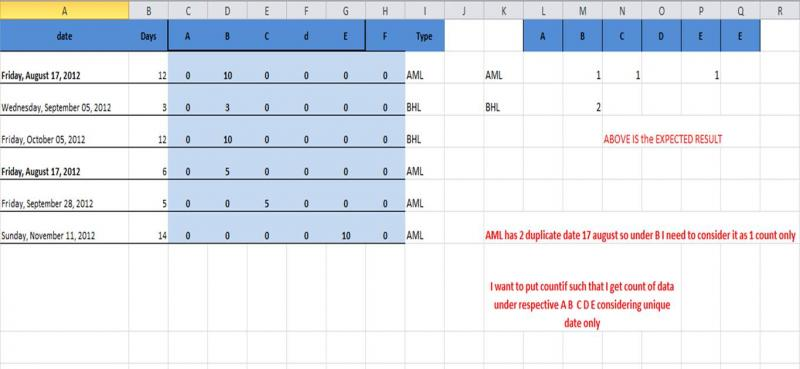 A B C D E F G H I J K L M N O P Q R
date Days A B C d E F Type A B C D E E
Friday, August 17, 2012 12 0 10 0 0 0 0 AML AML 1 1 1
Wednesday, September 05, 2012 3 0 3 0 0 0 0 BHL BHL 2
Friday, October 05, 2012 12 0 10 0 0 0 0 BHL ABOVE IS the EXPECTED RESULT
Friday, August 17, 2012 6 0 5 0 0 0 0 AML
Friday, September 28, 2012 5 0 0 5 0 0 0 AML
Sunday, November 11, 2012 14 0 0 0 0 10 0 AML AML has 2 duplicate date 17 august so under B I need to consider it as 1 count only
I want to put countif such that I get count of data
under respective A B C D E considering unique
date only